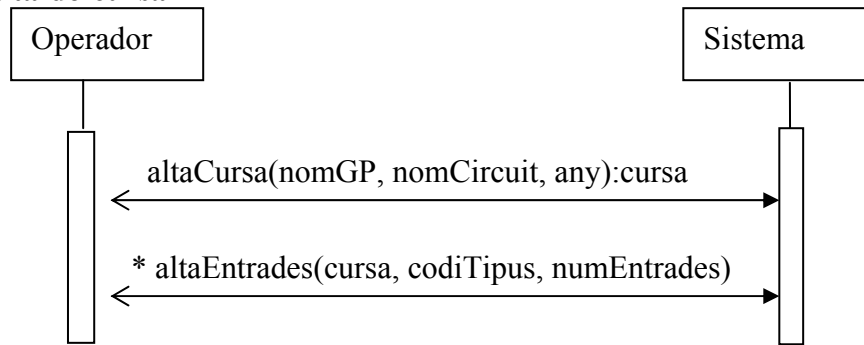 Operador
Sistema
altaCursa(nomGP, nomCircuit, any):cursa
* altaEntrades(cursa, codiTipus, numEntrades)